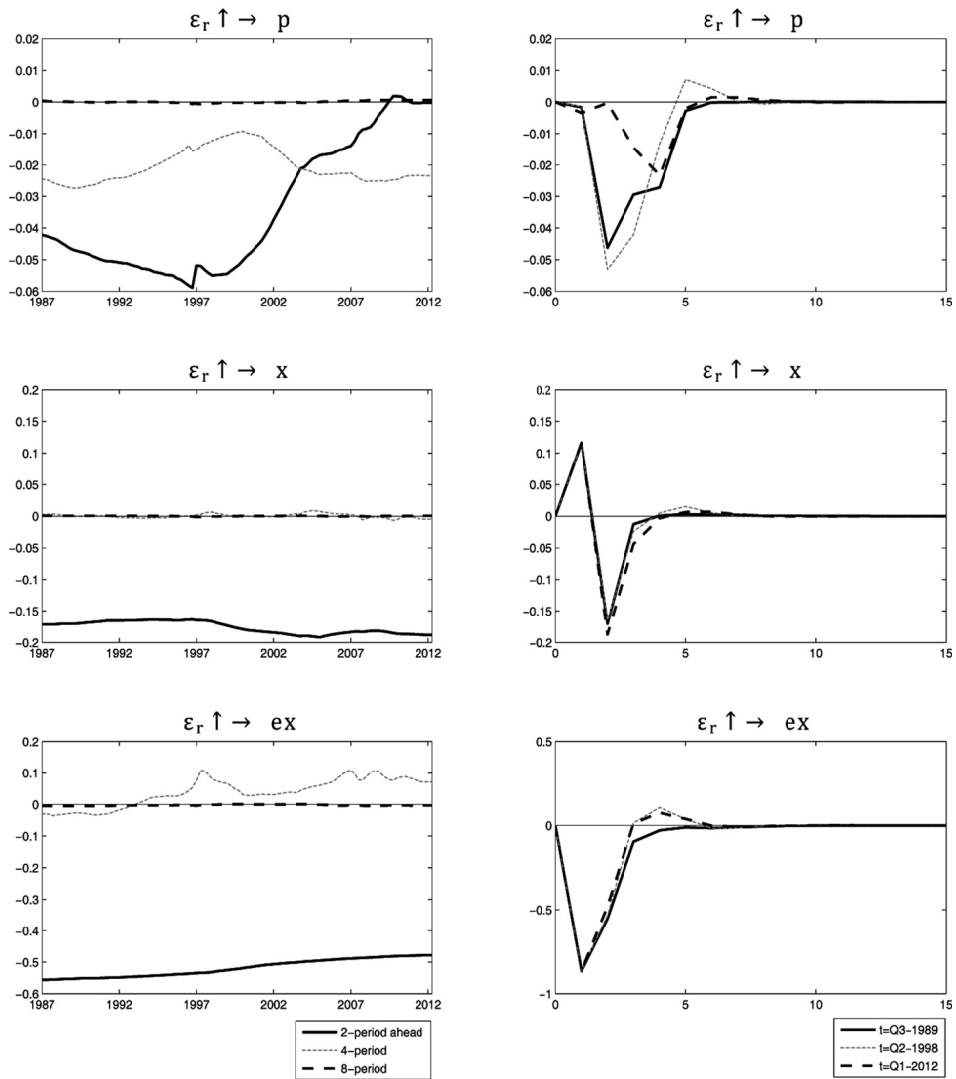 εr ↑ → p
0.02
0.01
0
−0.01
−0.02
−0.03
−0.04
−0.05
−0.06
1987 1992 1997 2002 2007 2012
εr ↑ → p
0.02
0.01
0
−0.01
−0.02
−0.03
−0.04
−0.05
−0.06
0 5 10 15
εr ↑ → x
0.2
0.15
0.1
0.05
0
−0.05
−0.1
−0.15
−0.2
1987 1992 1997 2002 2007 2012
εr ↑ → x
0.2
0.15
0.1
0.05
0
−0.05
−0.1
−0.15
−0.2
0 5 10 15
εr ↑ → ex
0.2
0.1
0
−0.1
−0.2
−0.3
−0.4
−0.5
−0.6
1987 1992 1997 2002 2007 2012
2−period ahead
4−period
8−period
εr ↑ → ex
0.5
0
−0.5
−1
0 5 10 15
t=Q3−1989
t=Q2−1998
t=Q1−2012